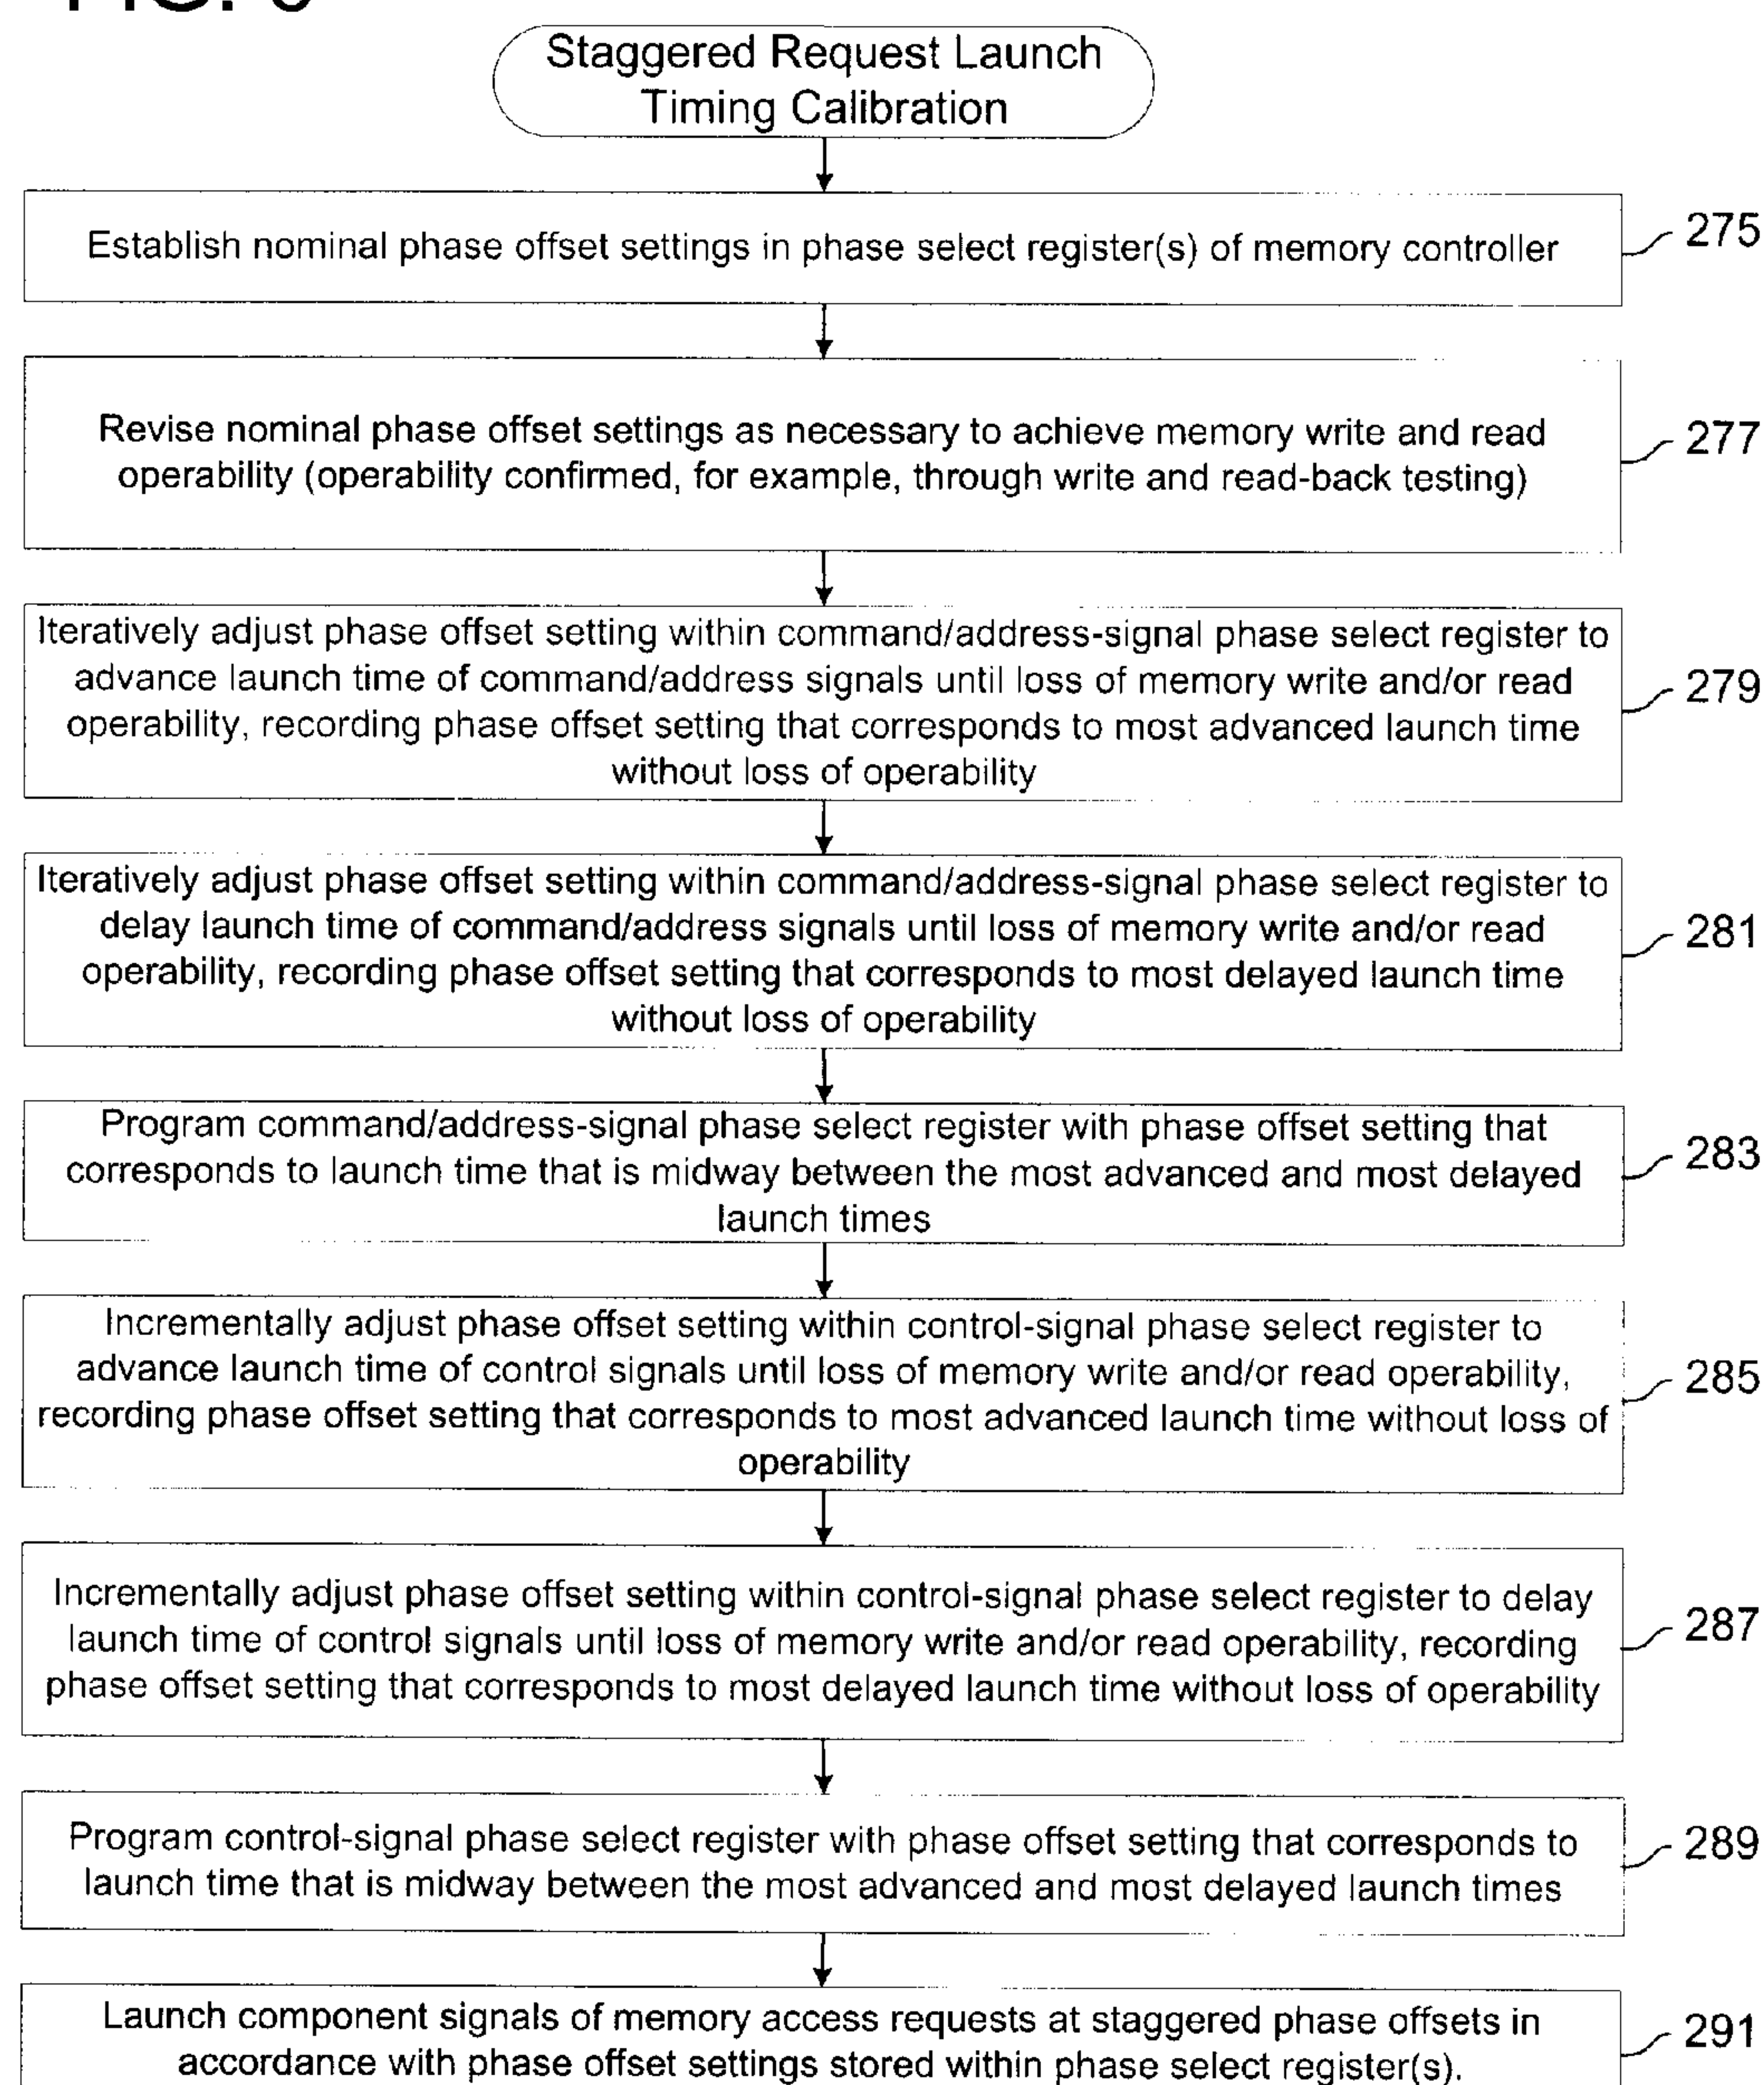 Staggered Request Launch
Timing Calibration
Establish nominal phase offset settings in phase select register(s) of memory controller
275
Revise nominal phase offset settings as necessary to achieve memory write and read
operability (operability confirmed, for example, through write and read-back testing)
277
Iteratively adjust phase offset setting within command/address-signal phase select register to
advance launch time of command/address signals until loss of memory write and/or read
operability, recording phase offset setting that corresponds to most advanced launch time
without loss of operability
279
Iteratively adjust phase offset setting within command/address-signal phase select register to
delay launch time of command/address signals until loss of memory write and/or read
operability, recording phase offset setting that corresponds to most delayed launch time
without loss of operability
281
Program command/address-signal phase select register with phase offset setting that
corresponds to launch time that is midway between the most advanced and most delayed
launch times
283
Incrementally adjust phase offset setting within control-signal phase select register to
advance launch time of control signals until loss of memory write and/or read operability,
recording phase offset setting that corresponds to most advanced launch time without loss of
operability
285
Incrementally adjust phase offset setting within control-signal phase select register to delay
launch time of control signals until loss of memory write and/or read operability, recording
phase offset setting that corresponds to most delayed launch time without loss of operability
287
Program control-signal phase select register with phase offset setting that corresponds to
launch time that is midway between the most advanced and most delayed launch times
289
Launch component signals of memory access requests at staggered phase offsets in
accordance with phase offset settings stored within phase select register(s).
291